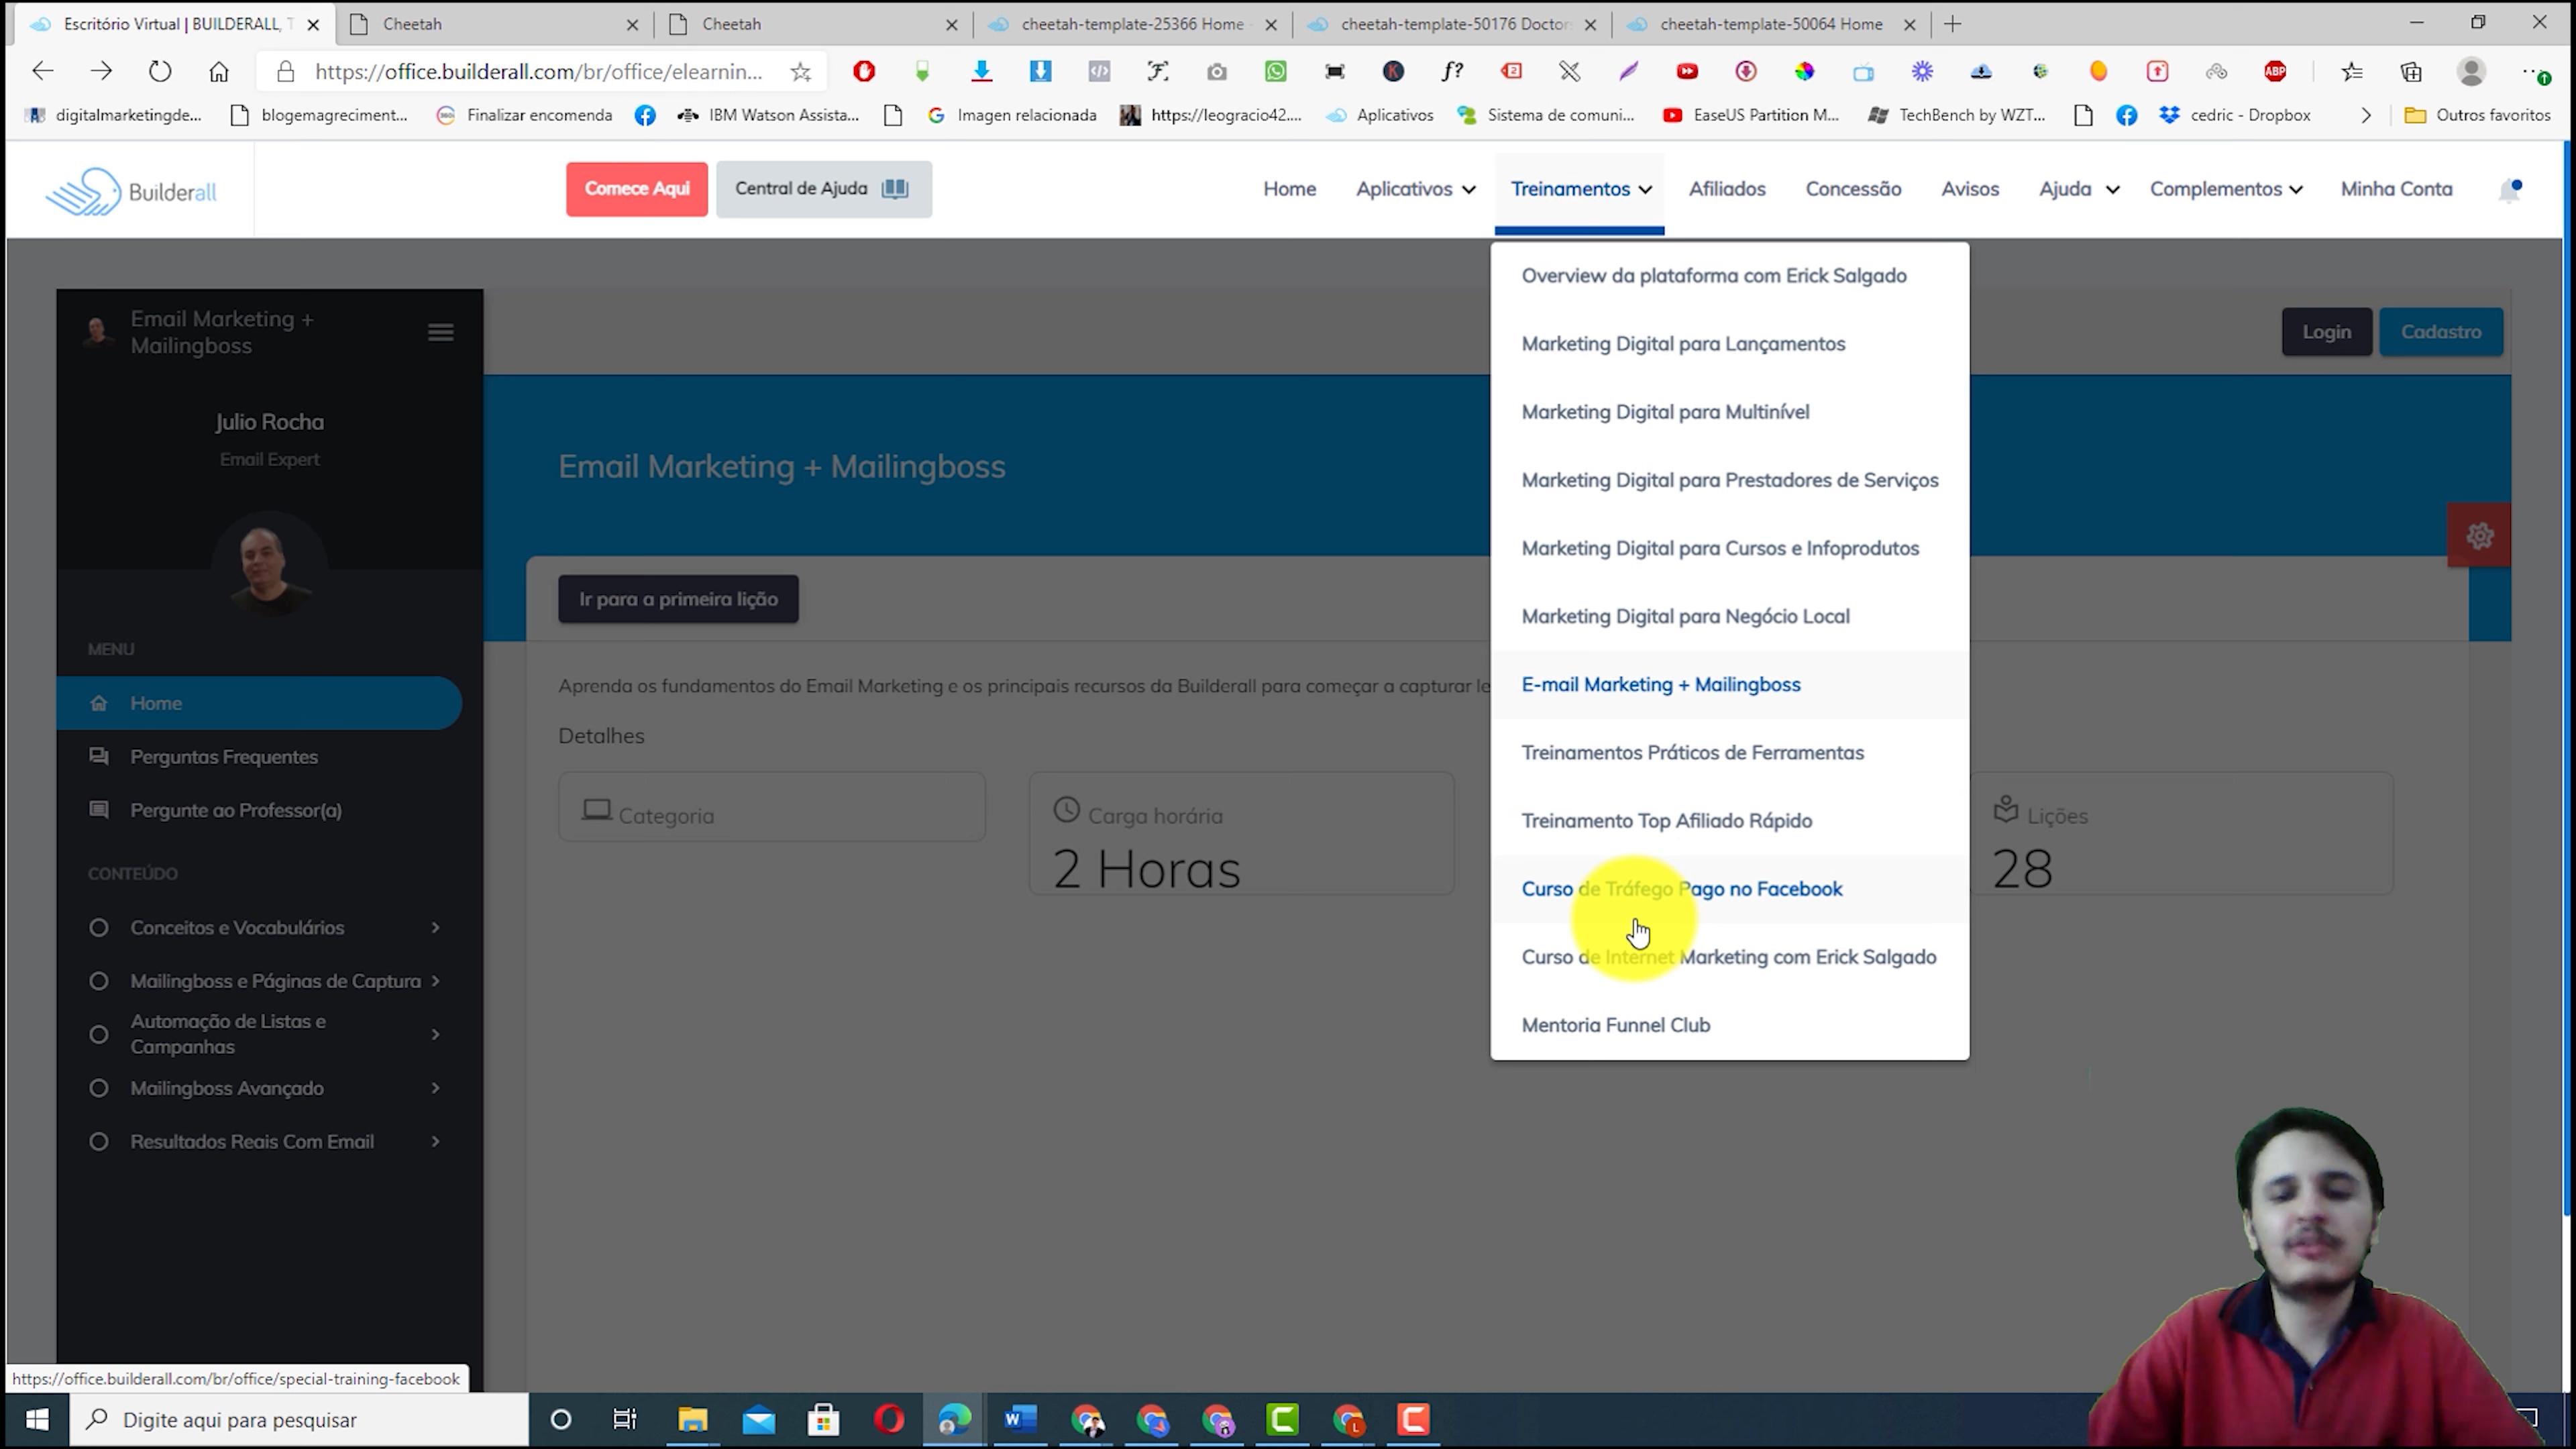 Escritório Virtual | BUILDERALL, T
Cheetah
Cheetah
cheetah-template-25366 Home
cheetah-template-50176 Doctor
cheetah-template-50064 Home
https://office.builderall.com/br/office/elearnin...
ABP
digitalmarketingde...
blogemagreciment...
Finalizar encomenda
IBM Watson Assista...
Imagen relacionada
https://leogracio42....
Aplicativos
Sistema de comuni...
EaseUS Partition M...
TechBench by WZT...
cedric - Dropbox
Outros favoritos
Builderall
Comece Aqui
Central de Ajuda
Home
Aplicativos
Treinamentos
Afiliados
Concessão
Avisos
Ajuda
Complementos
Minha Conta
Overview da plataforma com Erick Salgado
Marketing Digital para Lançamentos
Marketing Digital para Multinível
Marketing Digital para Prestadores de Serviços
Marketing Digital para Cursos e Infoprodutos
Marketing Digital para Negócio Local
E-mail Marketing + Mailingboss
Treinamentos Práticos de Ferramentas
Treinamento Top Afiliado Rápido
Curso de Tráfego Pago no Facebook
Curso de Internet Marketing com Erick Salgado
Mentoria Funnel Club
Email Marketing +
Mailingboss
Julio Rocha
Email Expert
MENU
Home
Perguntas Frequentes
Pergunte ao Professor(a)
CONTEÚDO
Conceitos e Vocabulários
Mailingboss e Páginas de Captura
Automação de Listas e
Campanhas
Mailingboss Avançado
Resultados Reais Com Email
Login
Cadastro
Email Marketing + Mailingboss
Ir para a primeira lição
Aprenda os fundamentos do Email Marketing e os principais recursos da Builderall para começar a capturar le
Detalhes
Categoria
Carga horária
2 Horas
Lições
28
https://office.builderall.com/br/office/special-training-facebook
Digite aqui para pesquisar